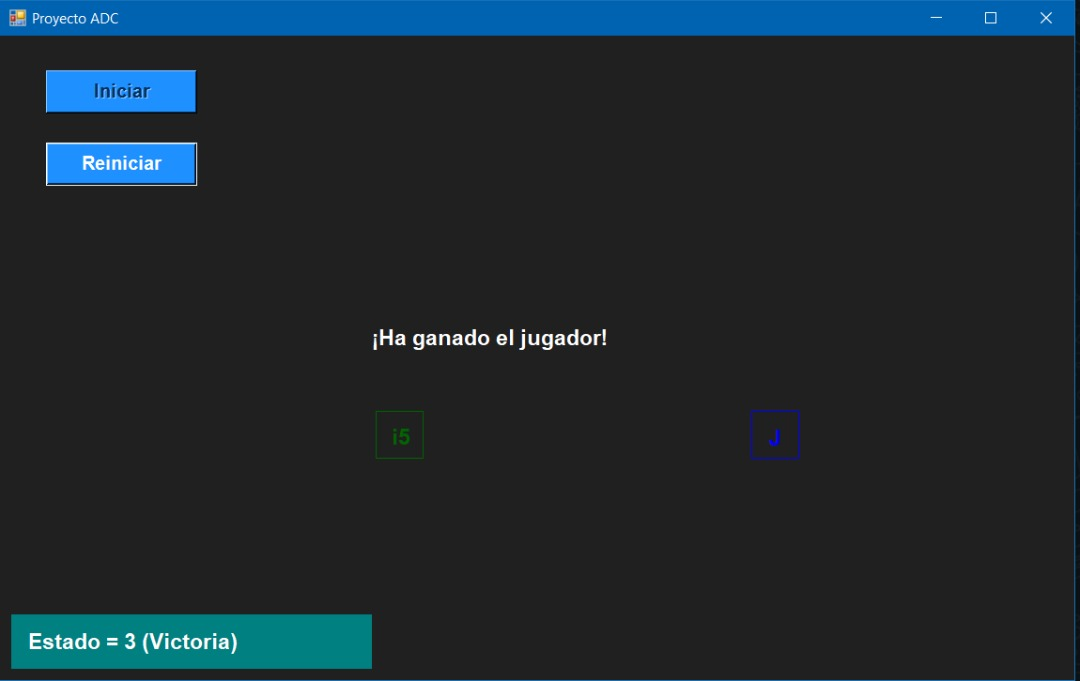 Proyecto ADC
Iniciar
Reiniciar
¡Ha ganado el jugador!
i5
J
Estado = 3 (Victoria)